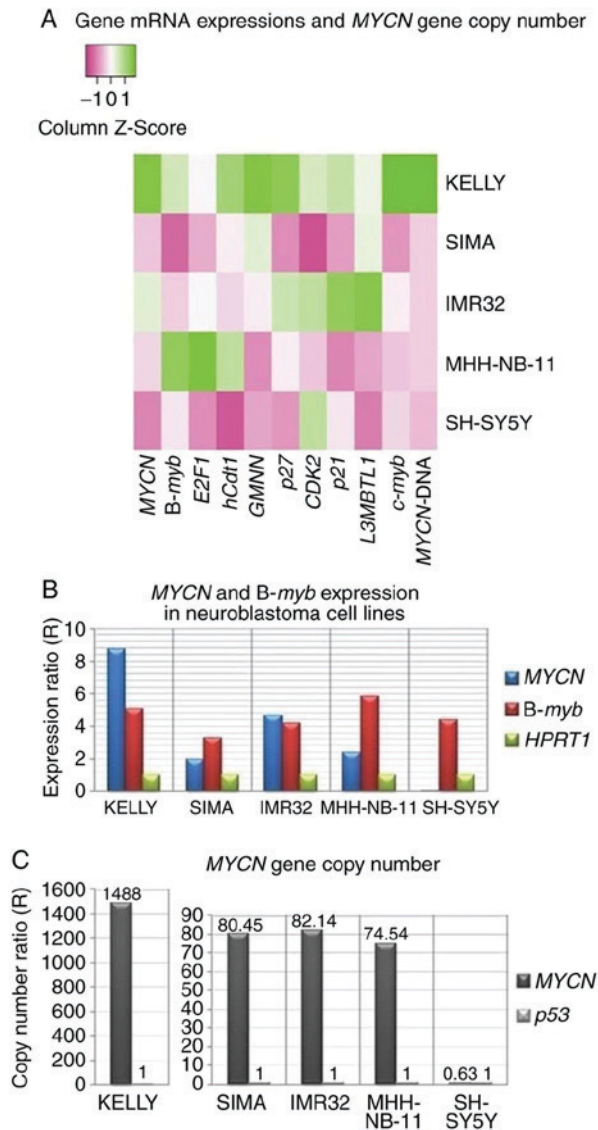 A Gene mRNA expressions and MYCN gene copy number
–1 0 1
Column Z-Score
KELLY
SIMA
IMR32
MHH-NB-11
SH-SY5Y
MYCN
B-myb
E2F1
hCdt1
GMNN
p27
CDK2
p21
L3MBTL1
c-myb
MYCN-DNA
B MYCN and B-myb expression
in neuroblastoma cell lines
Expression ratio (R)
10
8
6
4
2
0
KELLY SIMA IMR32 MHH-NB-11 SH-SY5Y
MYCN
B-myb
HPRT1
C MYCN gene copy number
Copy number ratio (R)
1600
1400
1200
1000
800
600
400
200
0
1488
1
KELLY
90
80
70
60
50
40
30
20
10
0
80.45 82.14 74.54
1 1 1 0.63 1
SIMA IMR32 MHH-
NB-11 SH-
SY5Y
MYCN
p53